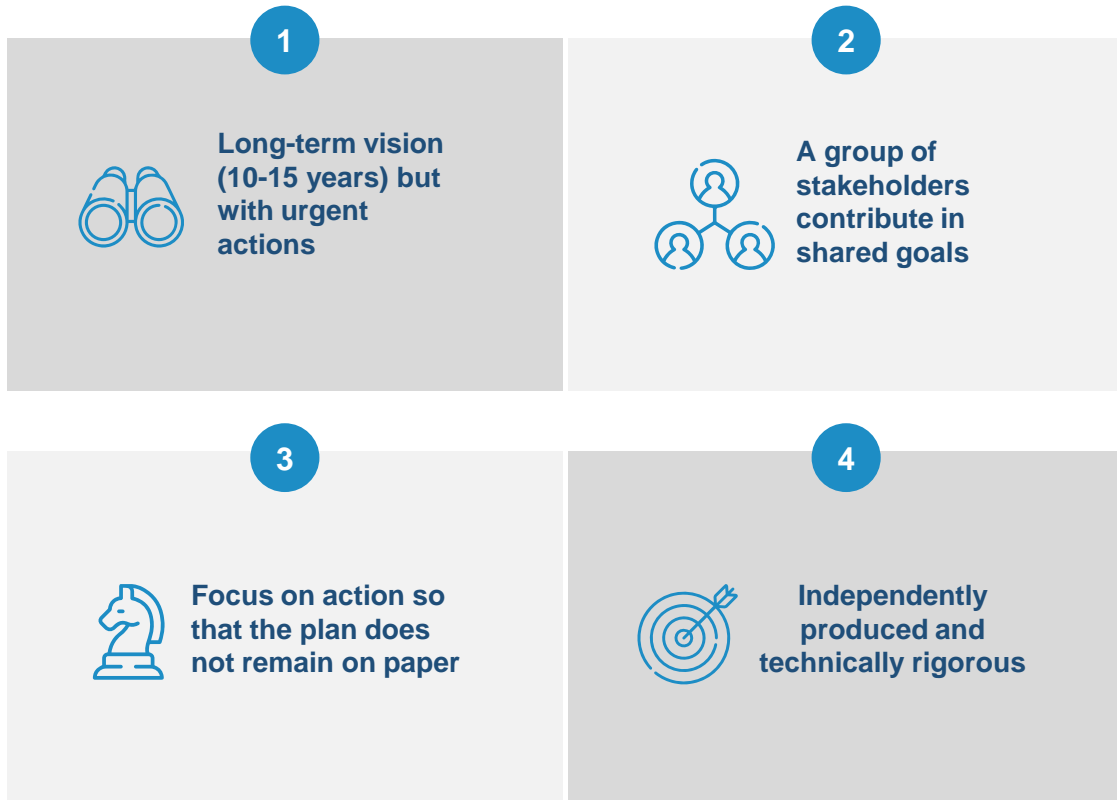 1
Long-term vision
(10-15 years) but
with urgent
actions
2
A group of
stakeholders
contribute in
shared goals
3
Focus on action so
that the plan does
not remain on paper
4
Independently
produced and
technically rigorous